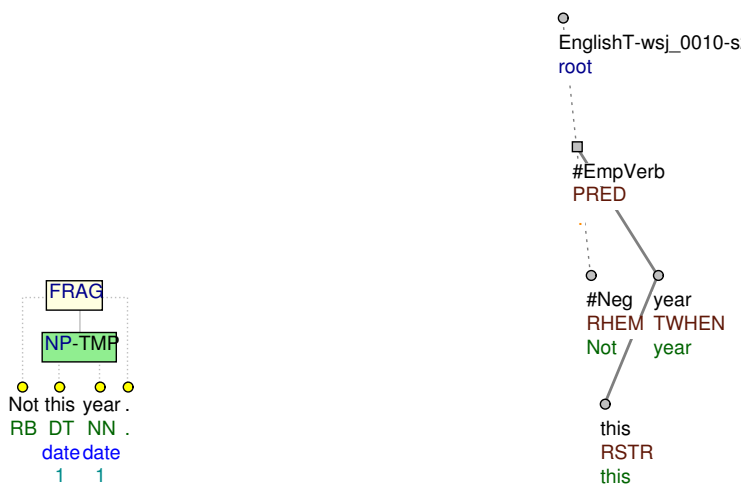 EnglishT-wsj_0010-s
root
#EmpVerb
PRED
FRAG
#Neg year
RHEM TWHEN
Not year
NP-TMP
Not this year .
RB DT NN .
date date
1 1
this
RSTR
this